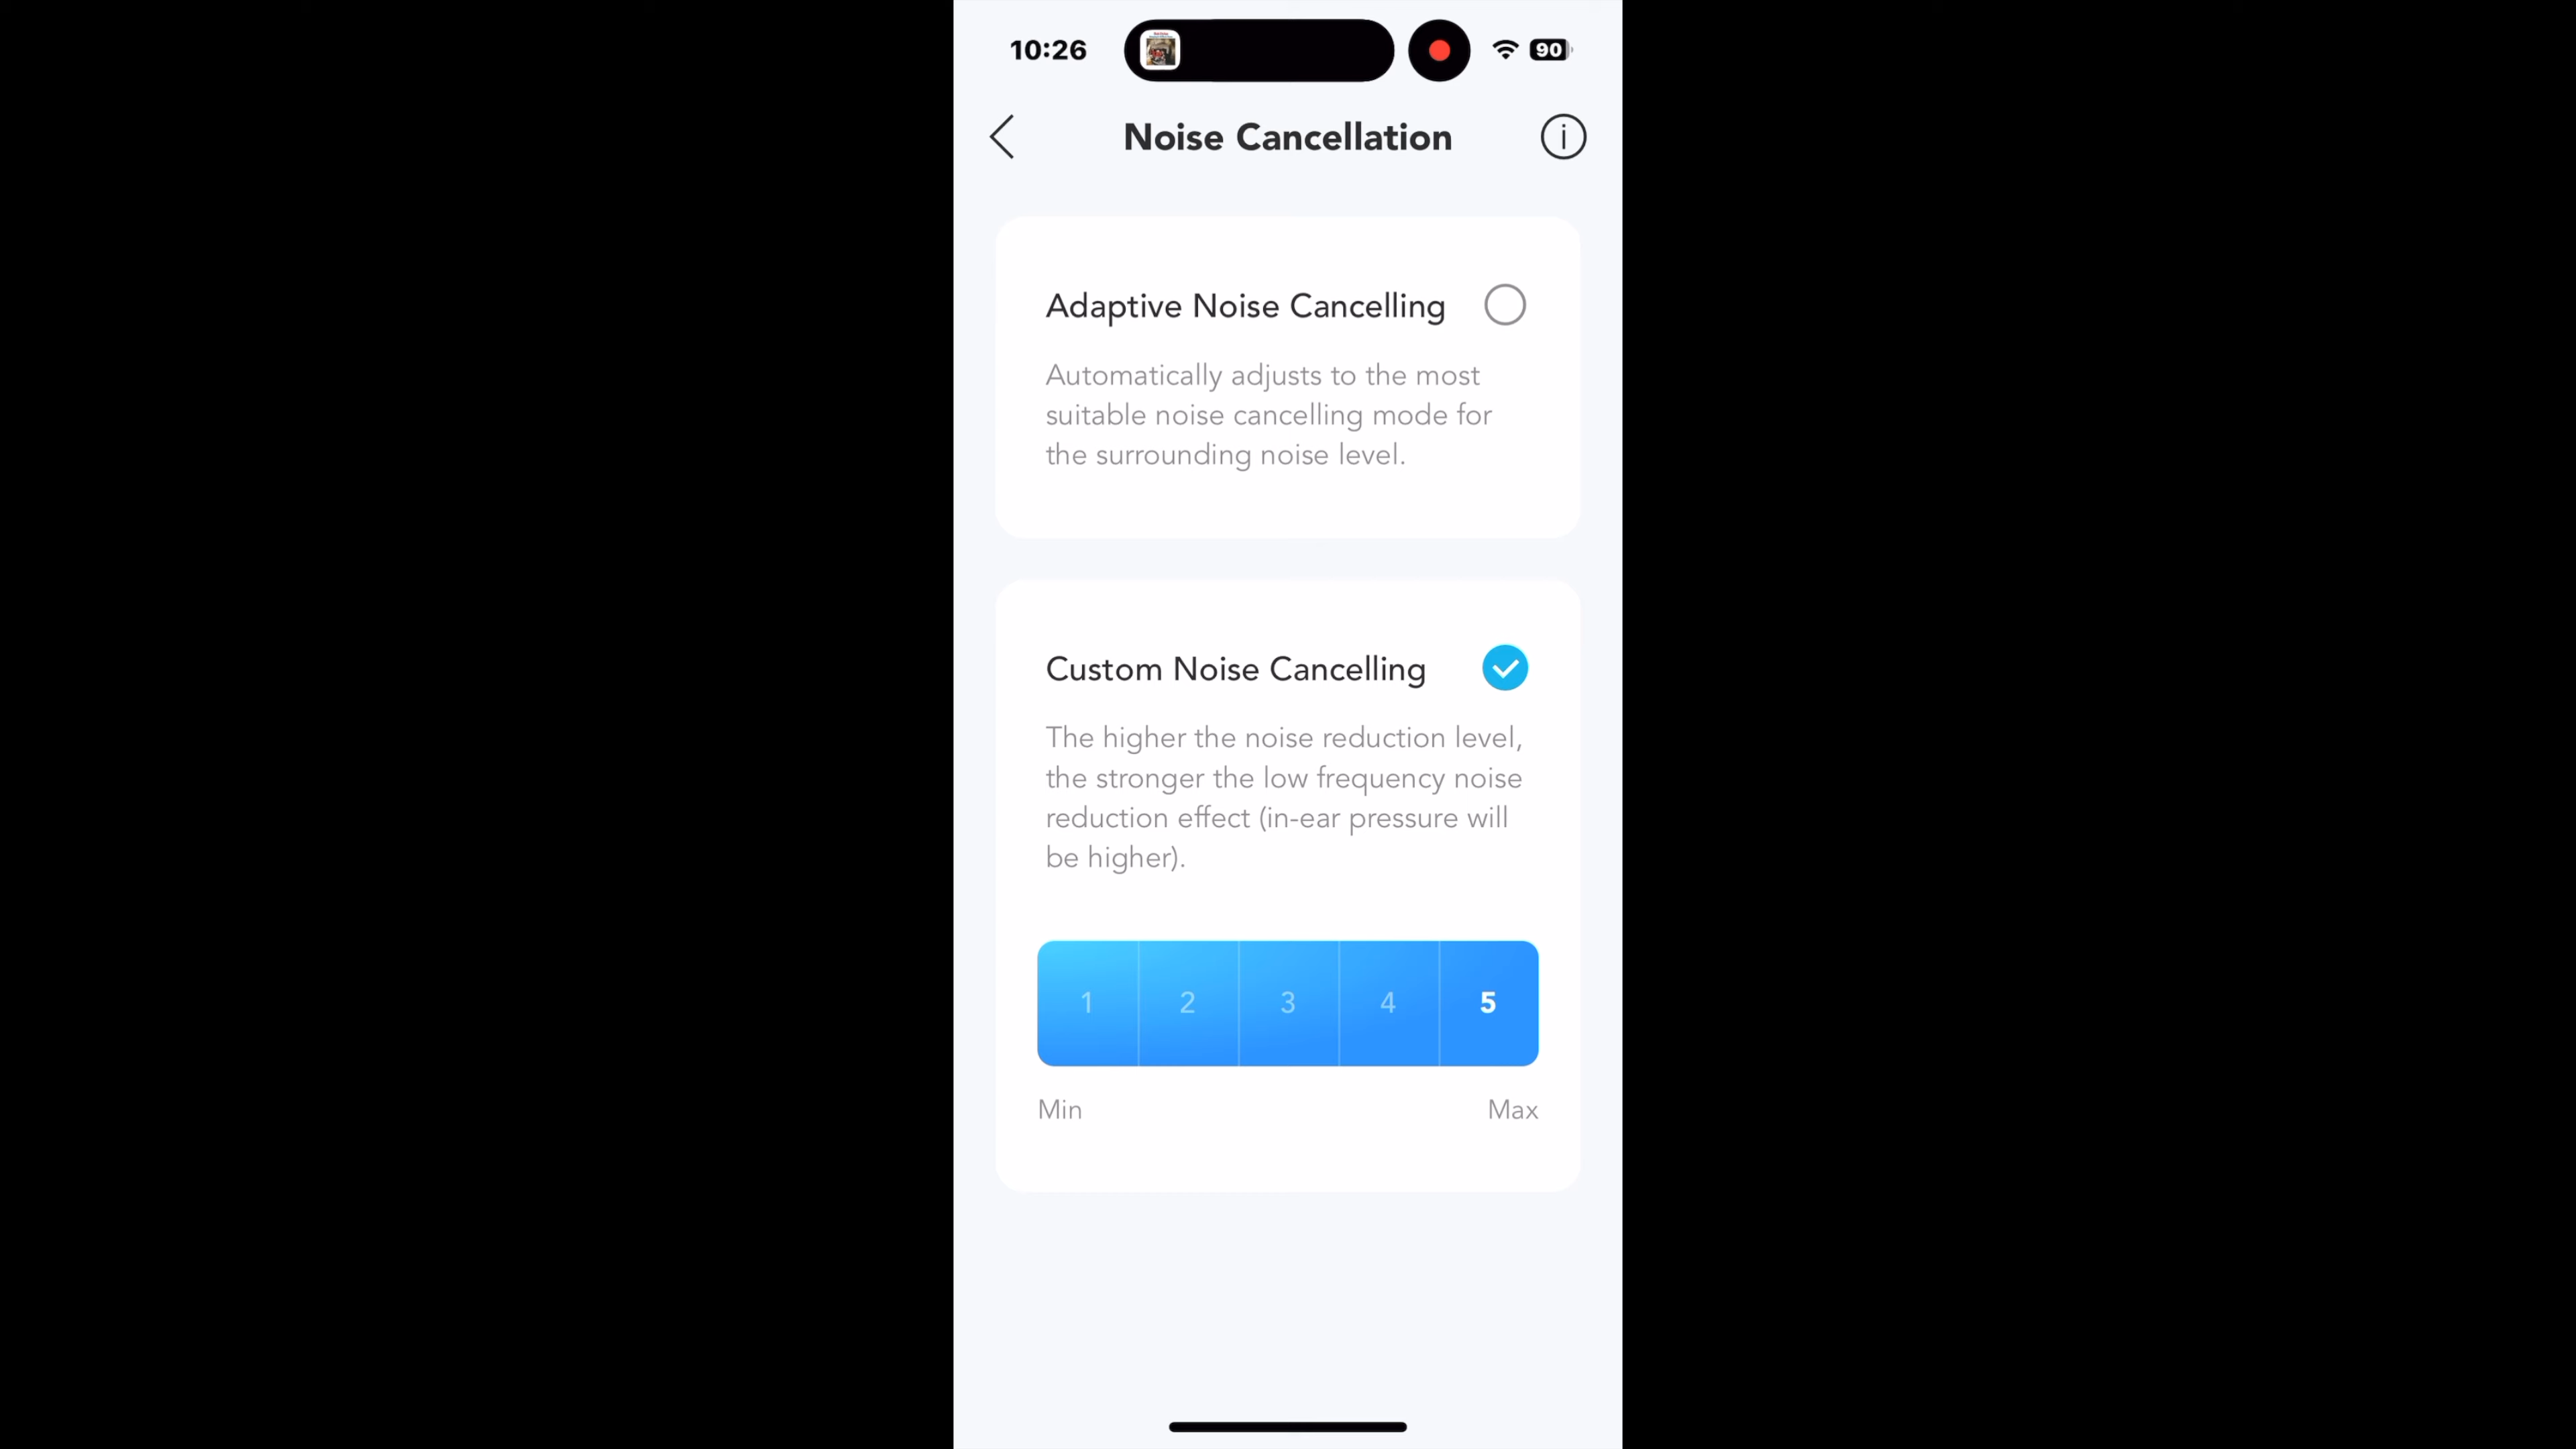 10:26
90
Noise Cancellation
Adaptive Noise Cancelling
Automatically adjusts to the most
suitable noise cancelling mode for
the surrounding noise level.
Custom Noise Cancelling
The higher the noise reduction level,
the stronger the low frequency noise
reduction effect (in-ear pressure will
be higher).
1 2 3 4 5
Min Max